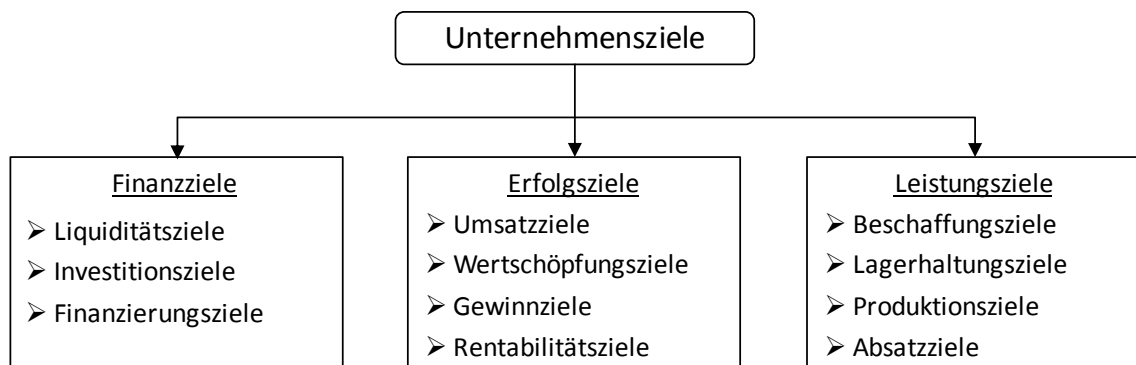 Unternehmensziele
Finanzziele
➢ Liquiditätsziele
➢ Investitionsziele
➢ Finanzierungsziele
Erfolgsziele
➢ Umsatzziele
➢ Wertschöpfungsziele
➢ Gewinnziele
➢ Rentabilitätsziele
Leistungsziele
➢ Beschaffungsziele
➢ Lagerhaltungsziele
➢ Produktionsziele
➢ Absatzziele